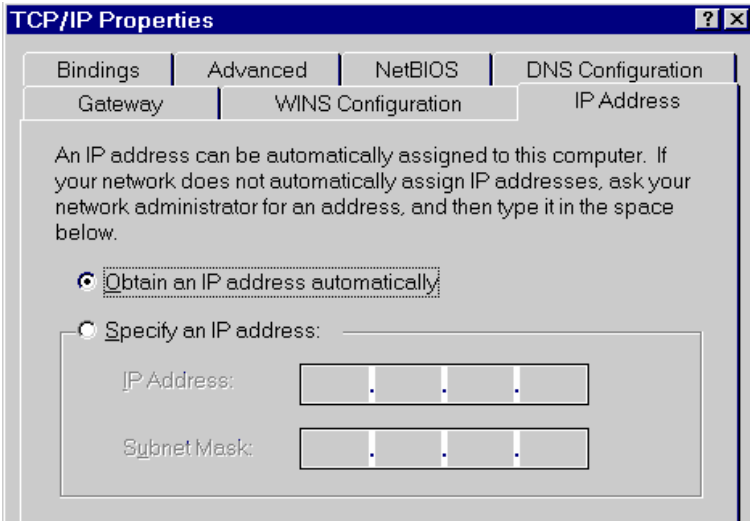 TCP/IP Properties
Bindings Advanced NetBIOS DNS Configuration
Gateway WINS Configuration IP Address
An IP address can be automatically assigned to this computer. If
your network does not automatically assign IP addresses, ask your
network administrator for an address, and then type it in the space
below.
Obtain an IP address automatically
Specify an IP address:
IP Address: . . .
Subnet Mask: . . .